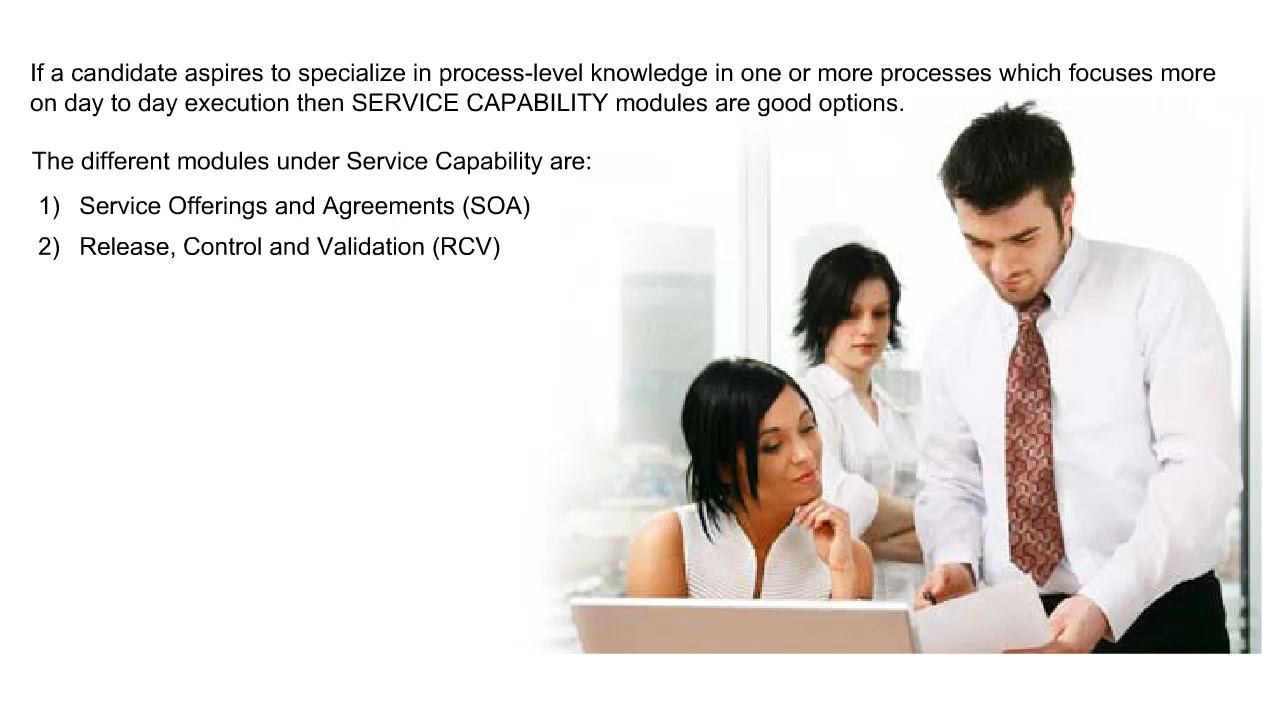 If a candidate aspires to specialize in process-level knowledge in one or more processes which focuses more
on day to day execution then SERVICE CAPABILITY modules are good options.
The different modules under Service Capability are:
1) Service Offerings and Agreements (SOA)
2) Release, Control and Validation (RCV)